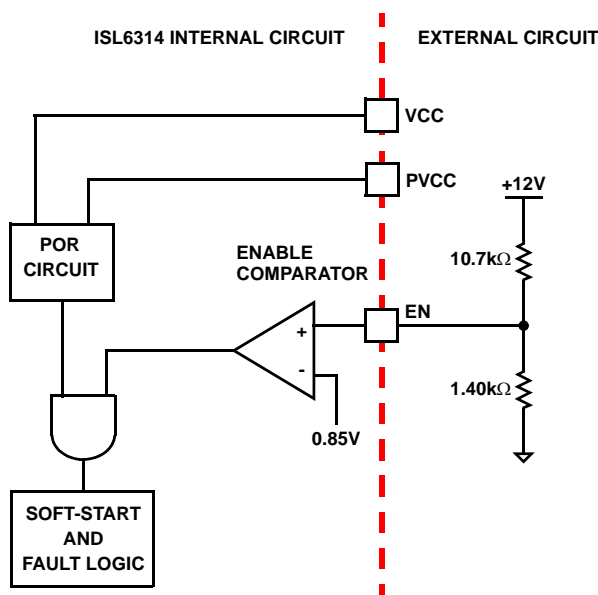 ISL6314 INTERNAL CIRCUIT
EXTERNAL CIRCUIT
VCC
PVCC
+12V
POR
CIRCUIT
ENABLE
COMPARATOR
10.7kΩ
EN
+
-
1.40kΩ
0.85V
SOFT-START
AND
FAULT LOGIC